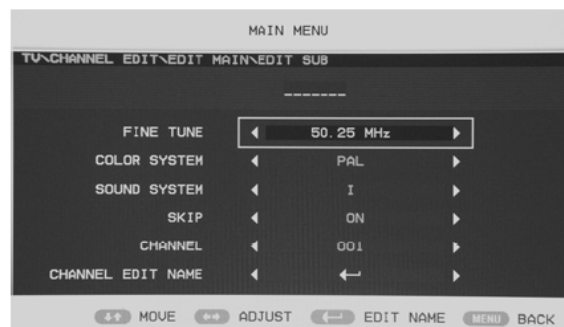 MAIN MENU
TV\CHANNEL EDIT\EDIT MAIN\EDIT SUB
-------
FINE TUNE 50.25 MHz
COLOR SYSTEM PAL
SOUND SYSTEM I
SKIP ON
CHANNEL 001
CHANNEL EDIT NAME
MOVE ADJUST EDIT NAME MENU BACK